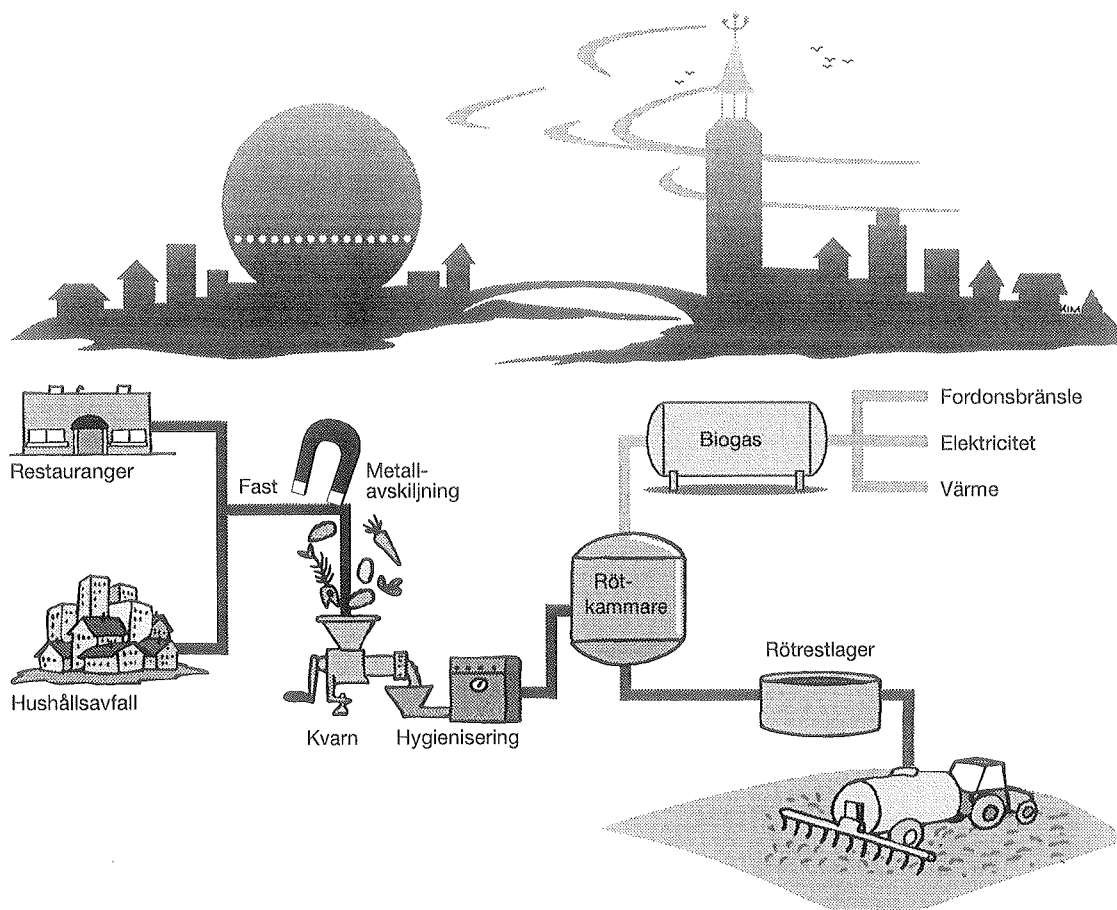 KIM
Restauranger
Fast
Metall-
avskiljning
Biogas
Fordonsbränsle
Elektricitet
Värme
Hushållsavfall
Kvarn
Hygienisering
Röt-
kammare
Rötrestlager